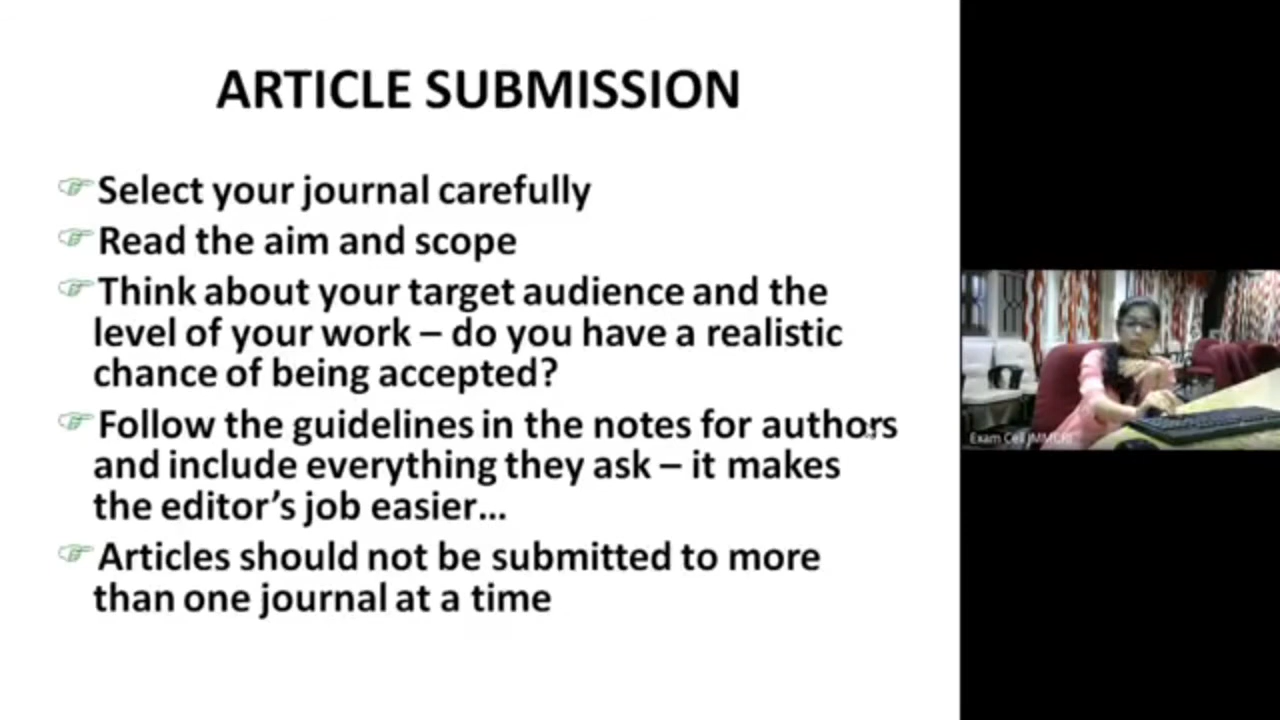 ARTICLE SUBMISSION
Select your journal carefully
Read the aim and scope
Think about your target audience and the
level of your work – do you have a realistic
chance of being accepted?
Follow the guidelines in the notes for authors
and include everything they ask – it makes
the editor’s job easier…
Articles should not be submitted to more
than one journal at a time
Exam Cell